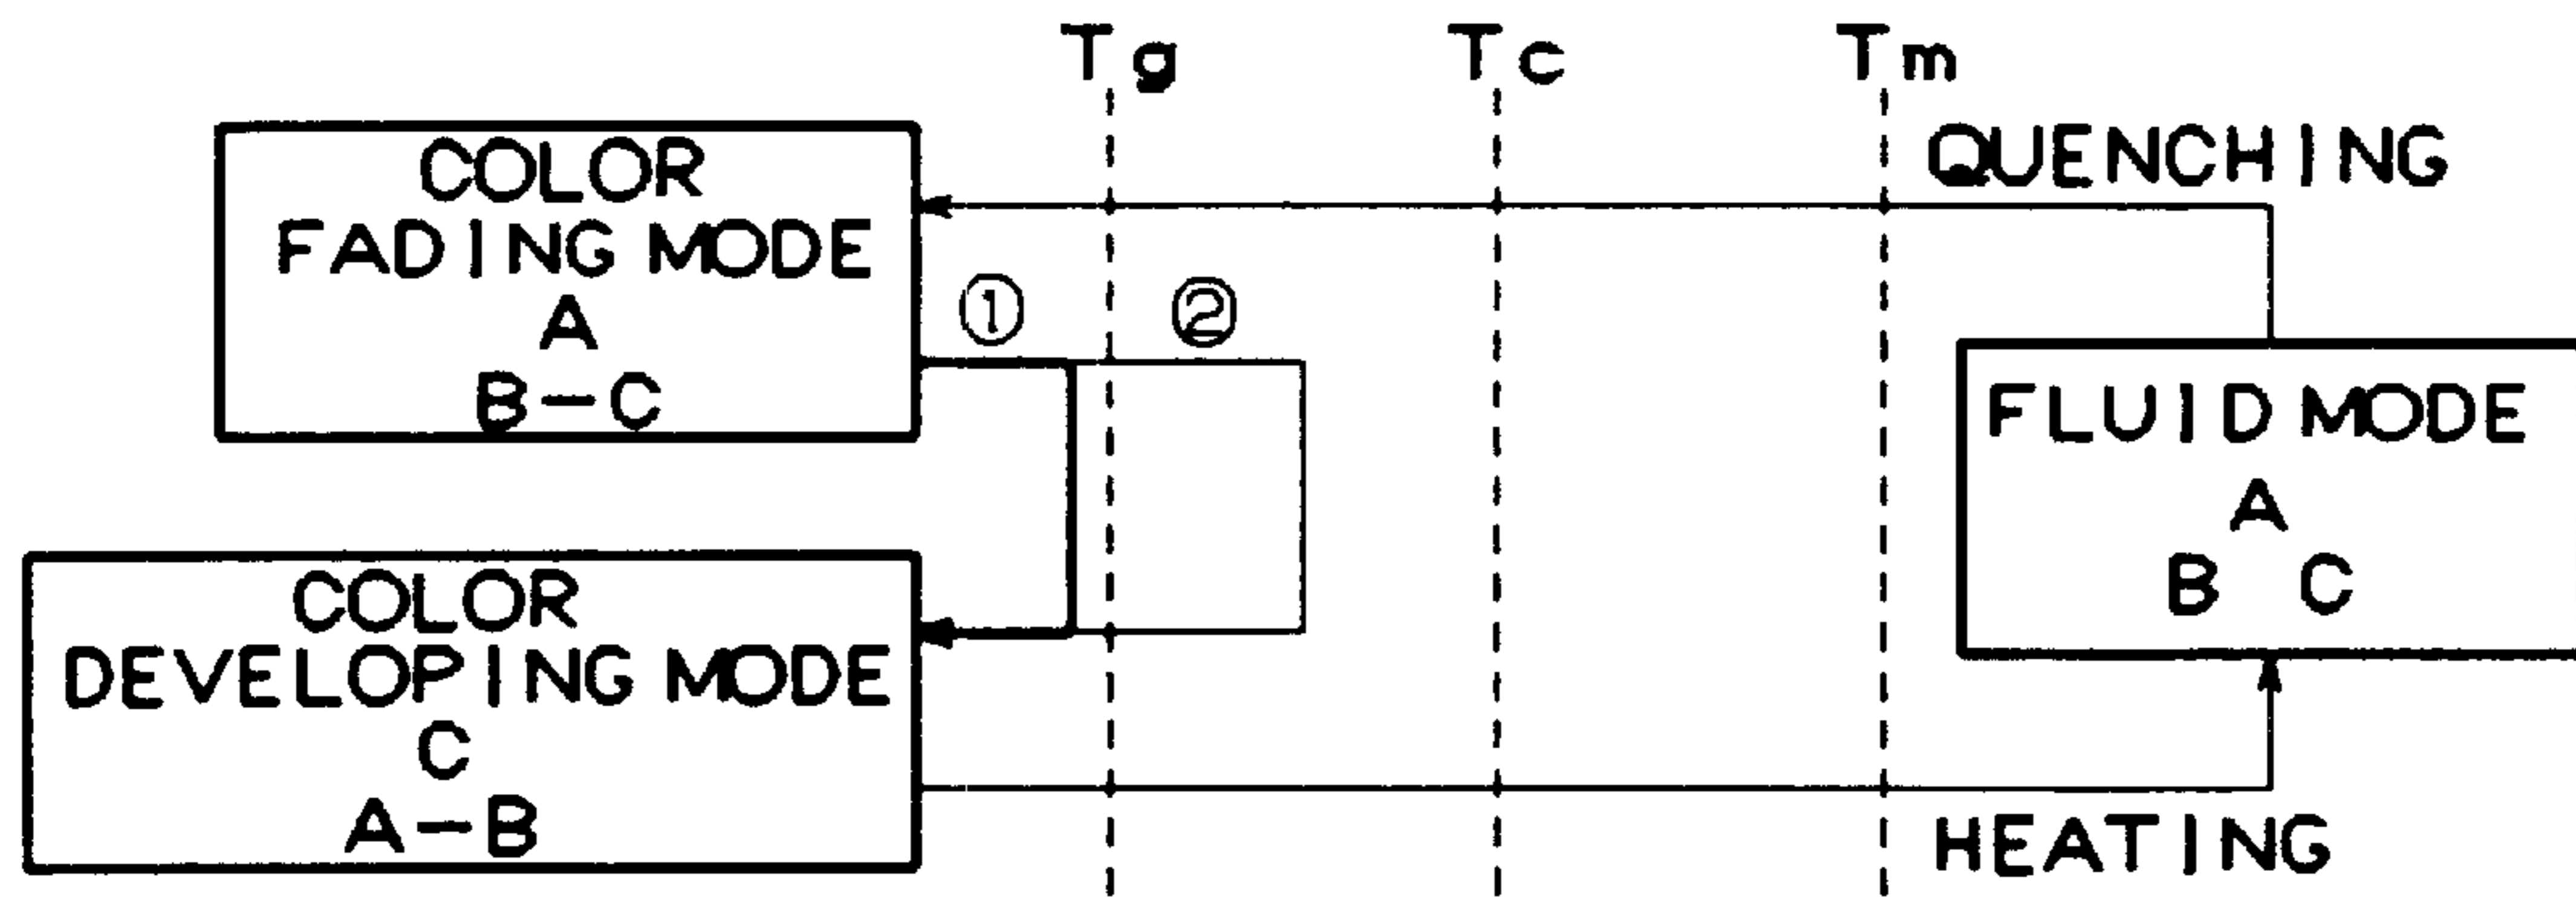 Tg Tc Tm
QUENCHING
COLOR
FADING MODE
A
B-C
① ②
FLUID MODE
A
B C
COLOR
DEVELOPING MODE
C
A-B
HEATING